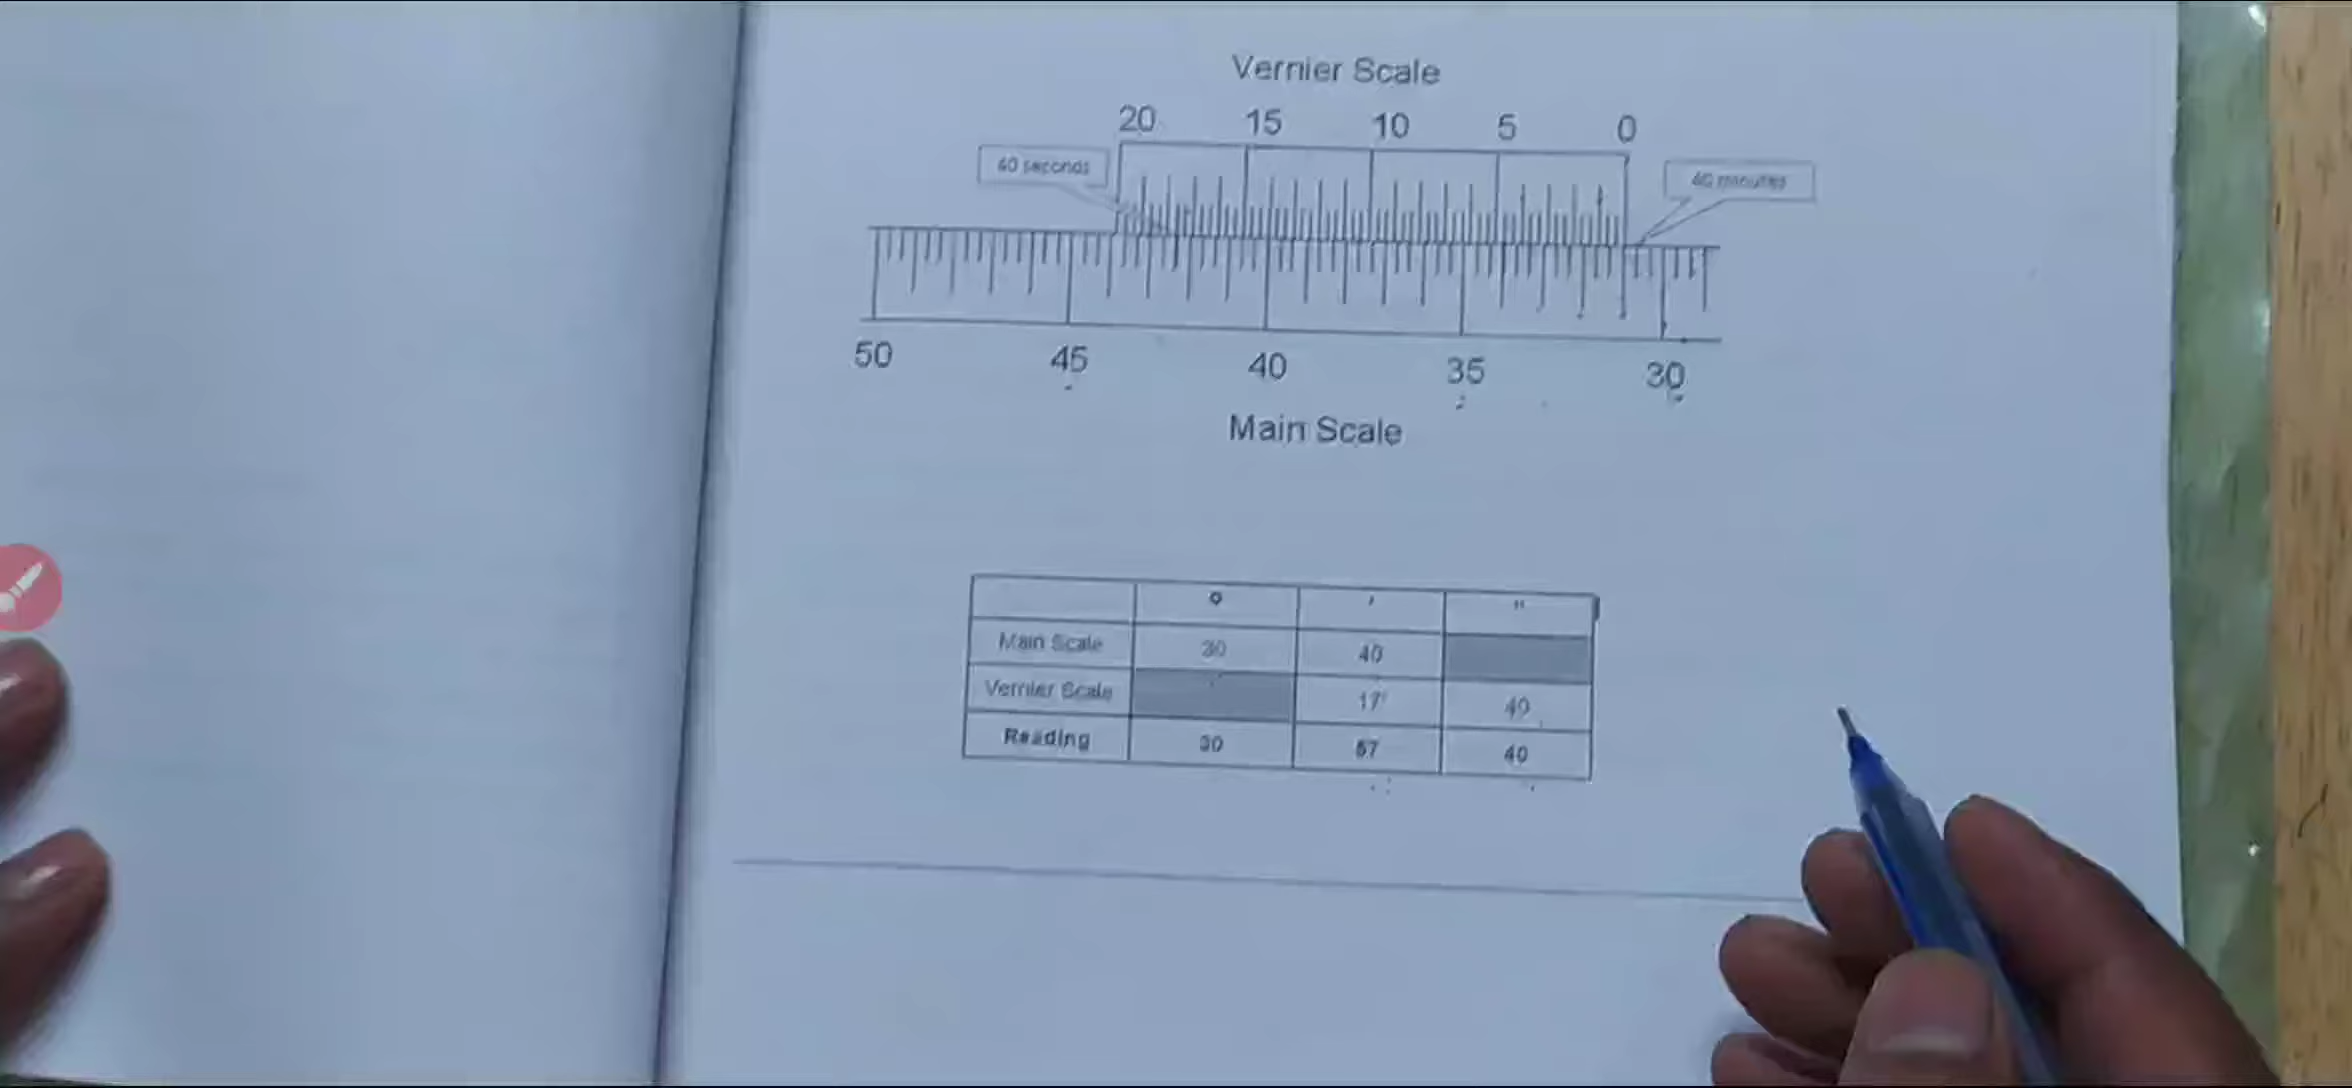 Vernier Scale
20 15 10 5 0
40 seconds
40 minutes
50 45 40 35 30
Main Scale
° ' "
Main Scale 30 40
Vernier Scale 17' 40
Reading 30 57 40